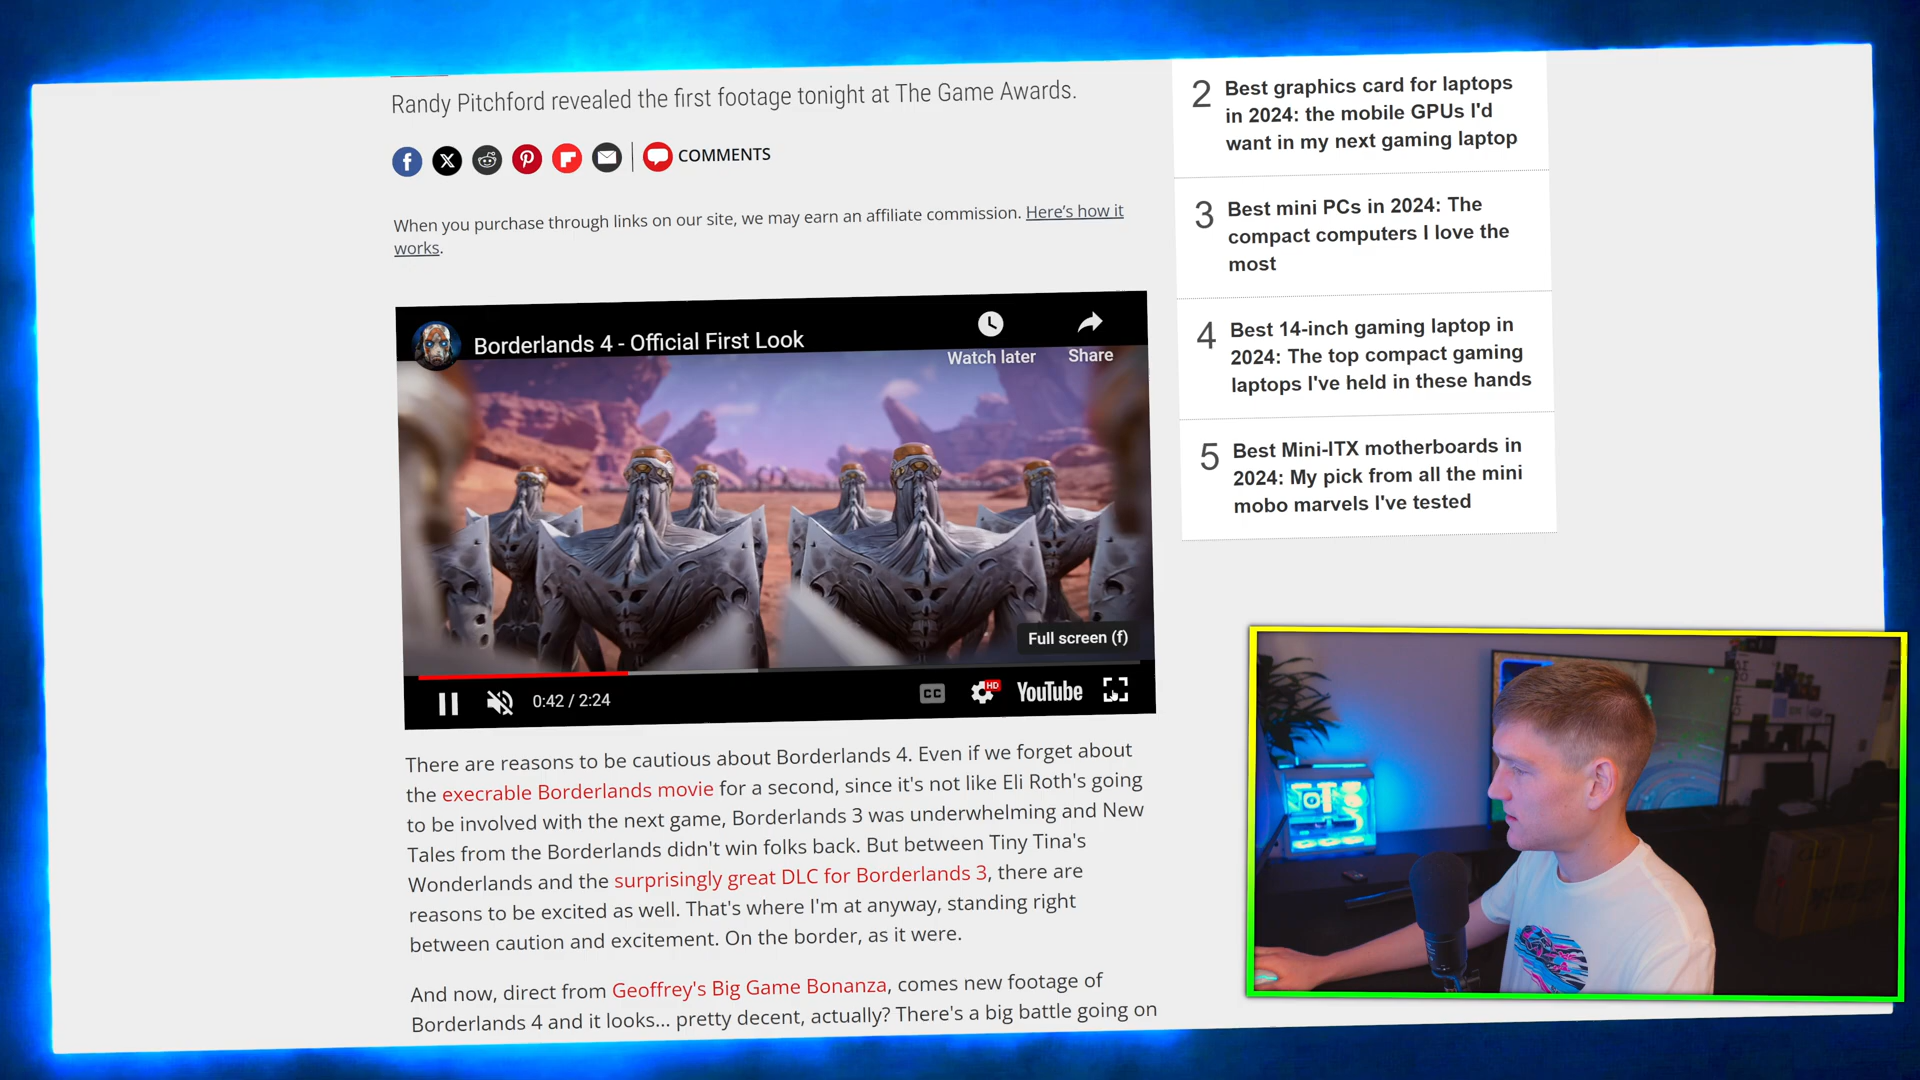 Randy Pitchford revealed the first footage tonight at The Game Awards.
COMMENTS
When you purchase through links on our site, we may earn an affiliate commission. Here's how it
works.
Borderlands 4 - Official First Look
Watch later
Share
Full screen (f)
0:42 / 2:24
CC
HD
YouTube
There are reasons to be cautious about Borderlands 4. Even if we forget about
the execrable Borderlands movie for a second, since it's not like Eli Roth's going
to be involved with the next game, Borderlands 3 was underwhelming and New
Tales from the Borderlands didn't win folks back. But between Tiny Tina's
Wonderlands and the surprisingly great DLC for Borderlands 3, there are
reasons to be excited as well. That's where I'm at anyway, standing right
between caution and excitement. On the border, as it were.
And now, direct from Geoffrey's Big Game Bonanza, comes new footage of
Borderlands 4 and it looks... pretty decent, actually? There's a big battle going on
2 Best graphics card for laptops
in 2024: the mobile GPUs I'd
want in my next gaming laptop
3 Best mini PCs in 2024: The
compact computers I love the
most
4 Best 14-inch gaming laptop in
2024: The top compact gaming
laptops I've held in these hands
5 Best Mini-ITX motherboards in
2024: My pick from all the mini
mobo marvels I've tested